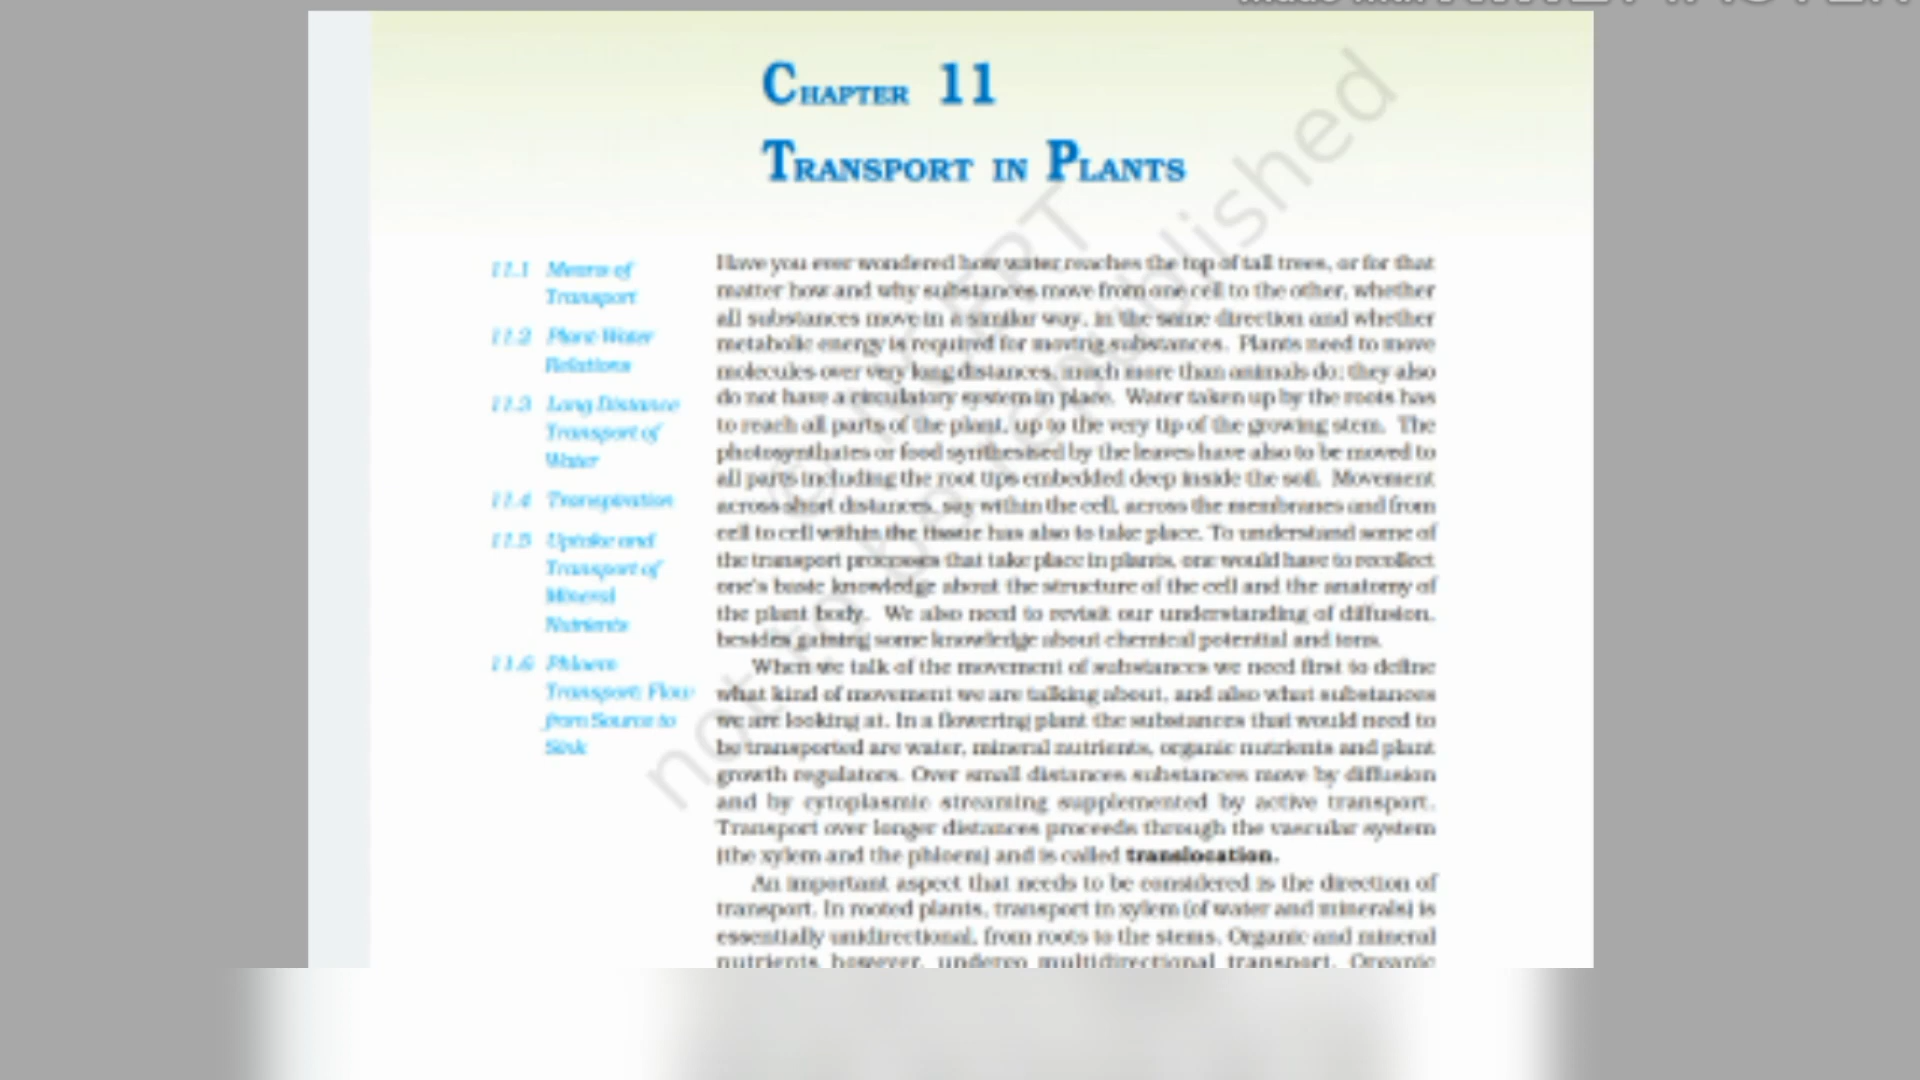 CHAPTER 11
TRANSPORT IN PLANTS
11.1 Means of
Transport
11.2 Plant-Water
Relations
11.3 Long Distance
Transport of
Water
11.4 Transpiration
11.5 Uptake and
Transport of
Mineral
Nutrients
11.6 Phloem
Transport: Flow
from Source to
Sink
Have you ever wondered how water reaches the top of tall trees, or for that
matter how and why substances move from one cell to the other, whether
all substances move in a similar way, in the same direction and whether
metabolic energy is required for moving substances. Plants need to move
molecules over very long distances, much more than animals do; they also
do not have a circulatory system in place. Water taken up by the roots has
to reach all parts of the plant, up to the very tip of the growing stem. The
photosynthates or food synthesised by the leaves have also to be moved to
all parts including the root tips embedded deep inside the soil. Movement
across short distances, say within the cell, across the membranes and from
cell to cell within the tissue has also to take place. To understand some of
the transport processes that take place in plants, one would have to recollect
one's basic knowledge about the structure of the cell and the anatomy of
the plant body. We also need to revisit our understanding of diffusion,
besides gaining some knowledge about chemical potential and ions.
When we talk of the movement of substances we need first to define
what kind of movement we are talking about, and also what substances
we are looking at. In a flowering plant the substances that would need to
be transported are water, mineral nutrients, organic nutrients and plant
growth regulators. Over small distances substances move by diffusion
and by cytoplasmic streaming supplemented by active transport.
Transport over longer distances proceeds through the vascular system
(the xylem and the phloem) and is called translocation.
An important aspect that needs to be considered is the direction of
transport. In rooted plants, transport in xylem (of water and minerals) is
essentially unidirectional, from roots to the stems. Organic and mineral
nutrients however, undergo multidirectional transport. Organic
© NCERT
not to be republished